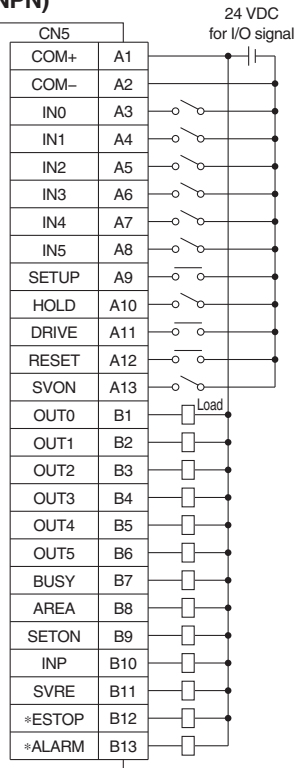 NPN)
24 VDC
for I/O signal
CN5
COM+ A1
COM− A2
IN0 A3
IN1 A4
IN2 A5
IN3 A6
IN4 A7
IN5 A8
SETUP A9
HOLD A10
DRIVE A11
RESET A12
SVON A13
OUT0 B1 Load
OUT1 B2
OUT2 B3
OUT3 B4
OUT4 B5
OUT5 B6
BUSY B7
AREA B8
SETON B9
INP B10
SVRE B11
∗ESTOP B12
∗ALARM B13